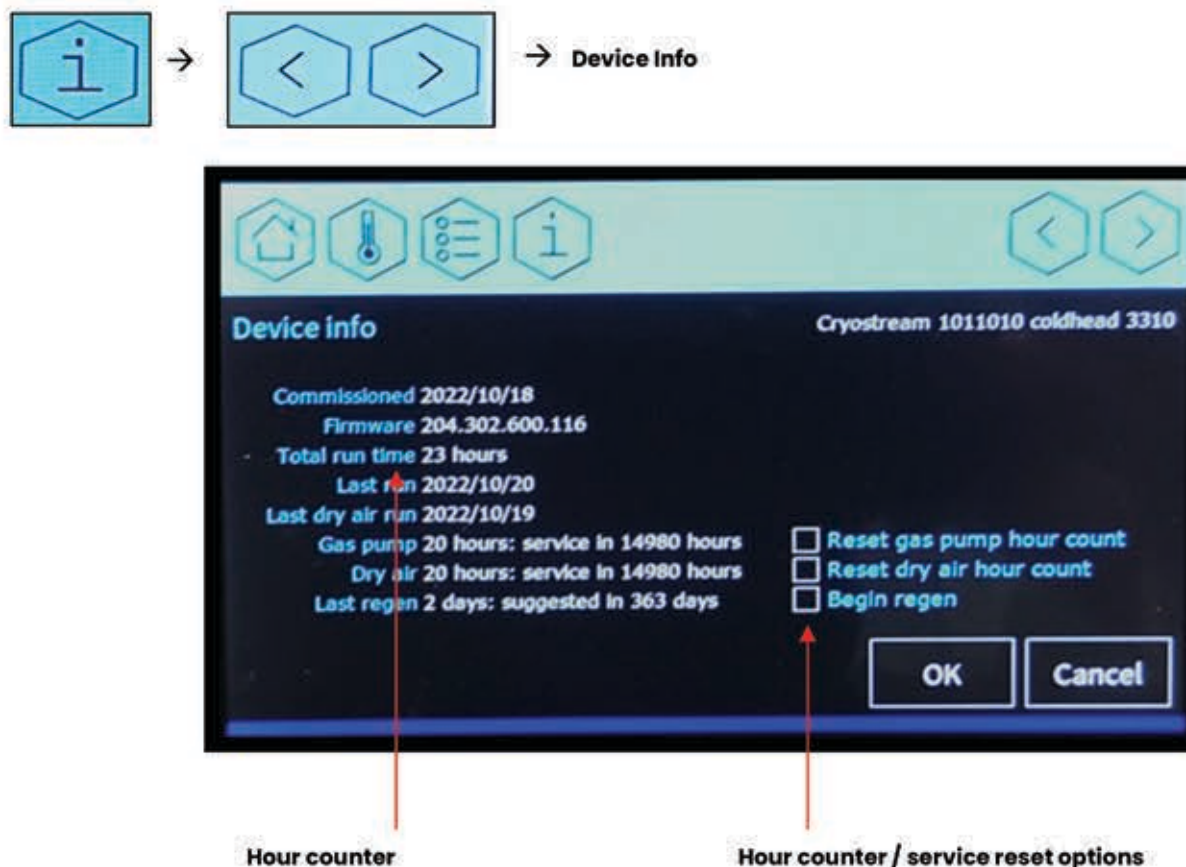 i → < > → Device Info
i < >
Device info
Cryostream 1011010 coldhead 3310
Commissioned 2022/10/18
Firmware 204.302.600.116
Total run time 23 hours
Last run 2022/10/20
Last dry air run 2022/10/19
Gas pump 20 hours: service in 14980 hours
Reset gas pump hour count
Dry air 20 hours: service in 14980 hours
Reset dry air hour count
Last regen 2 days: suggested in 363 days
Begin regen
OK
Cancel
Hour counter
Hour counter / service reset options